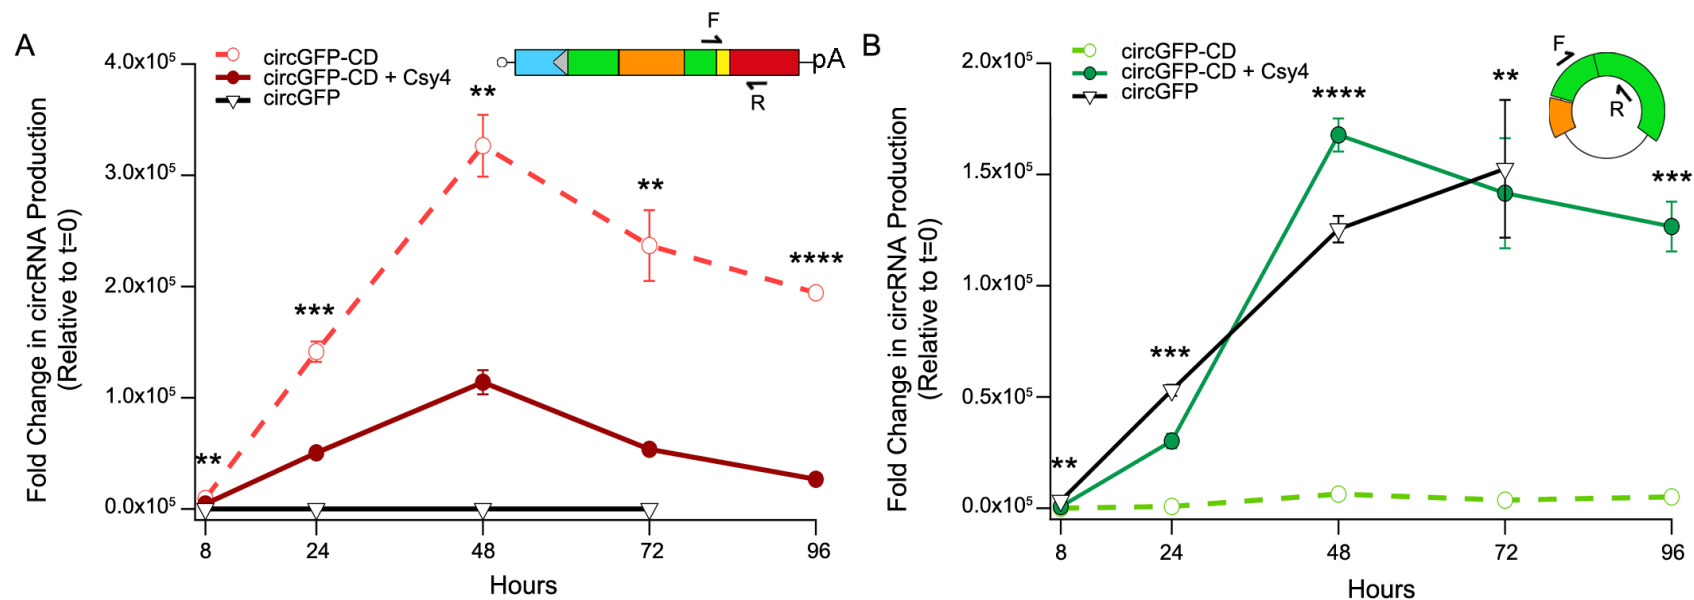 A
circGFP-CD
circGFP-CD + Csy4
circGFP
F
R
pA
Fold Change in circRNA Production
(Relative to t=0)
4.0x10⁵
3.0x10⁵
2.0x10⁵
1.0x10⁵
0.0x10⁵
**
***
**
**
****
8
24
48
72
96
Hours
B
circGFP-CD
circGFP-CD + Csy4
circGFP
F
R
Fold Change in circRNA Production
(Relative to t=0)
2.0x10⁵
1.5x10⁵
1.0x10⁵
0.5x10⁵
0.0x10⁵
**
***
****
**
***
8
24
48
72
96
Hours